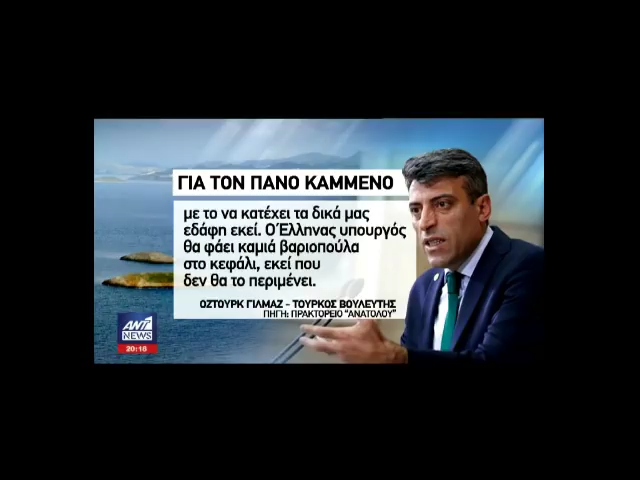 ΓΙΑ ΤΟΝ ΠΑΝΟ ΚΑΜΜΕΝΟ
με το να κατέχει τα δικά μας
εδάφη εκεί. Ο Έλληνας υπουργός
θα φάει καμιά βαριοπούλα
στο κεφάλι, εκεί που
δεν θα το περιμένει.
ΟΖΤΟΥΡΚ ΓΙΛΜΑΖ - ΤΟΥΡΚΟΣ ΒΟΥΛΕΥΤΗΣ
ΠΗΓΗ: ΠΡΑΚΤΟΡΕΙΟ "ΑΝΑΤΟΛΟΥ"
ANT1
NEWS
20:18